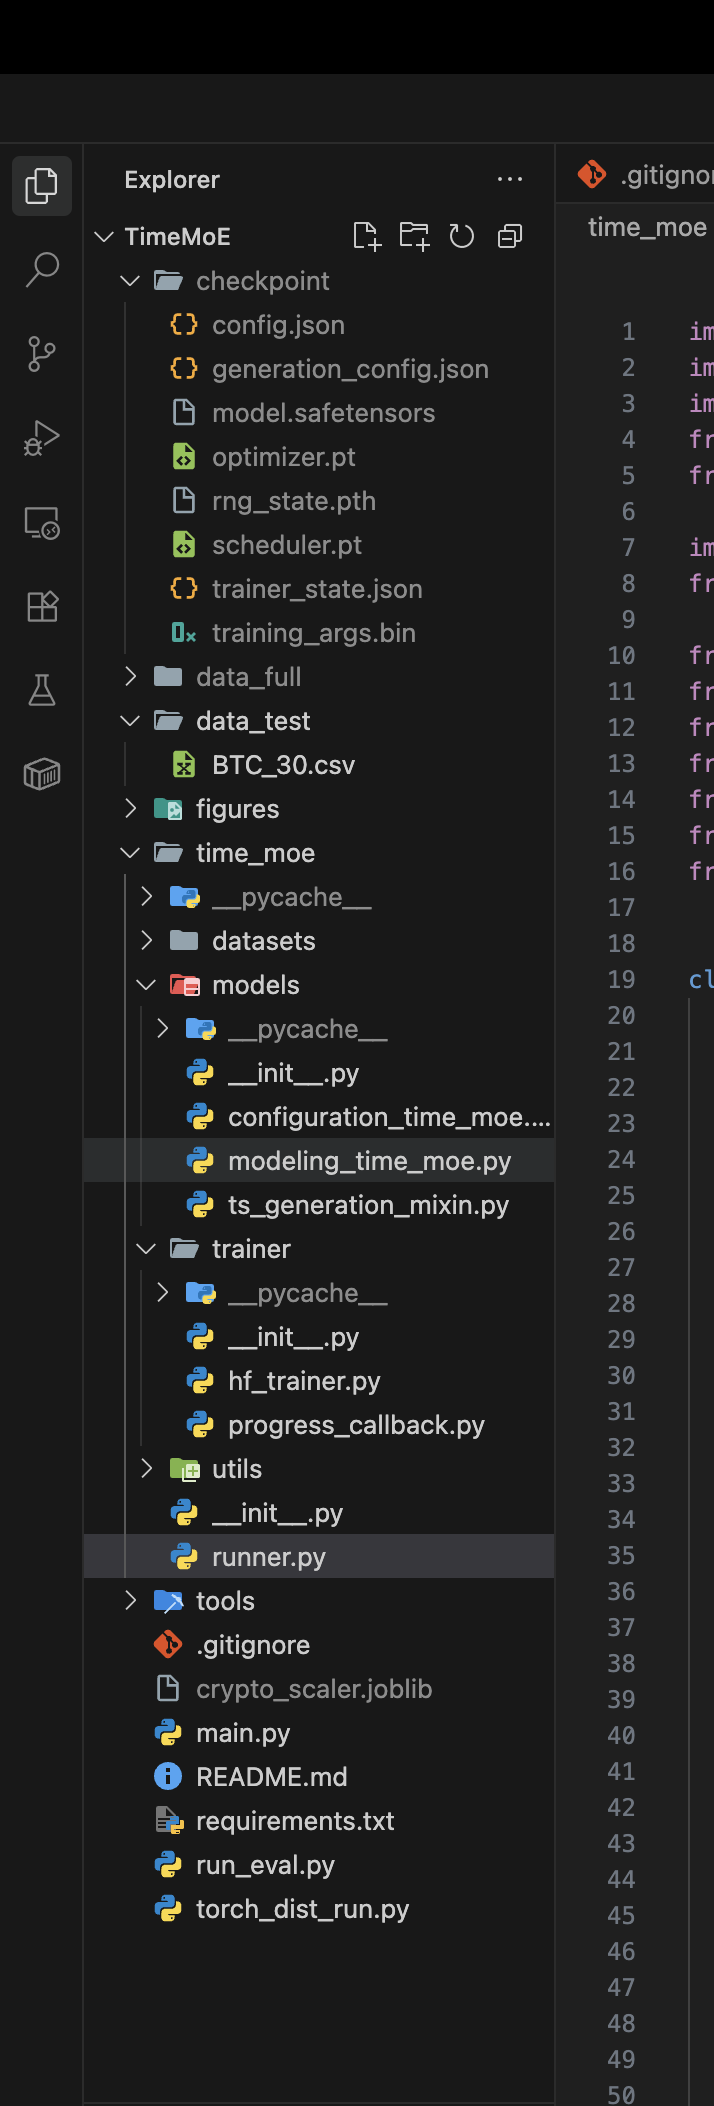 Explorer
.gitignor
TimeMoE
time_moe
checkpoint
config.json
generation_config.json
model.safetensors
optimizer.pt
rng_state.pth
scheduler.pt
trainer_state.json
training_args.bin
data_full
data_test
BTC_30.csv
figures
time_moe
__pycache__
datasets
models
__pycache__
__init__.py
configuration_time_moe....
modeling_time_moe.py
ts_generation_mixin.py
trainer
__pycache__
__init__.py
hf_trainer.py
progress_callback.py
utils
__init__.py
runner.py
tools
.gitignore
crypto_scaler.joblib
main.py
README.md
requirements.txt
run_eval.py
torch_dist_run.py
1 im
2 im
3 im
4 fr
5 fr
6
7 im
8 fr
9
10 fr
11 fr
12 fr
13 fr
14 fr
15 fr
16 fr
17
18
19 cl
20
21
22
23
24
25
26
27
28
29
30
31
32
33
34
35
36
37
38
39
40
41
42
43
44
45
46
47
48
49
50